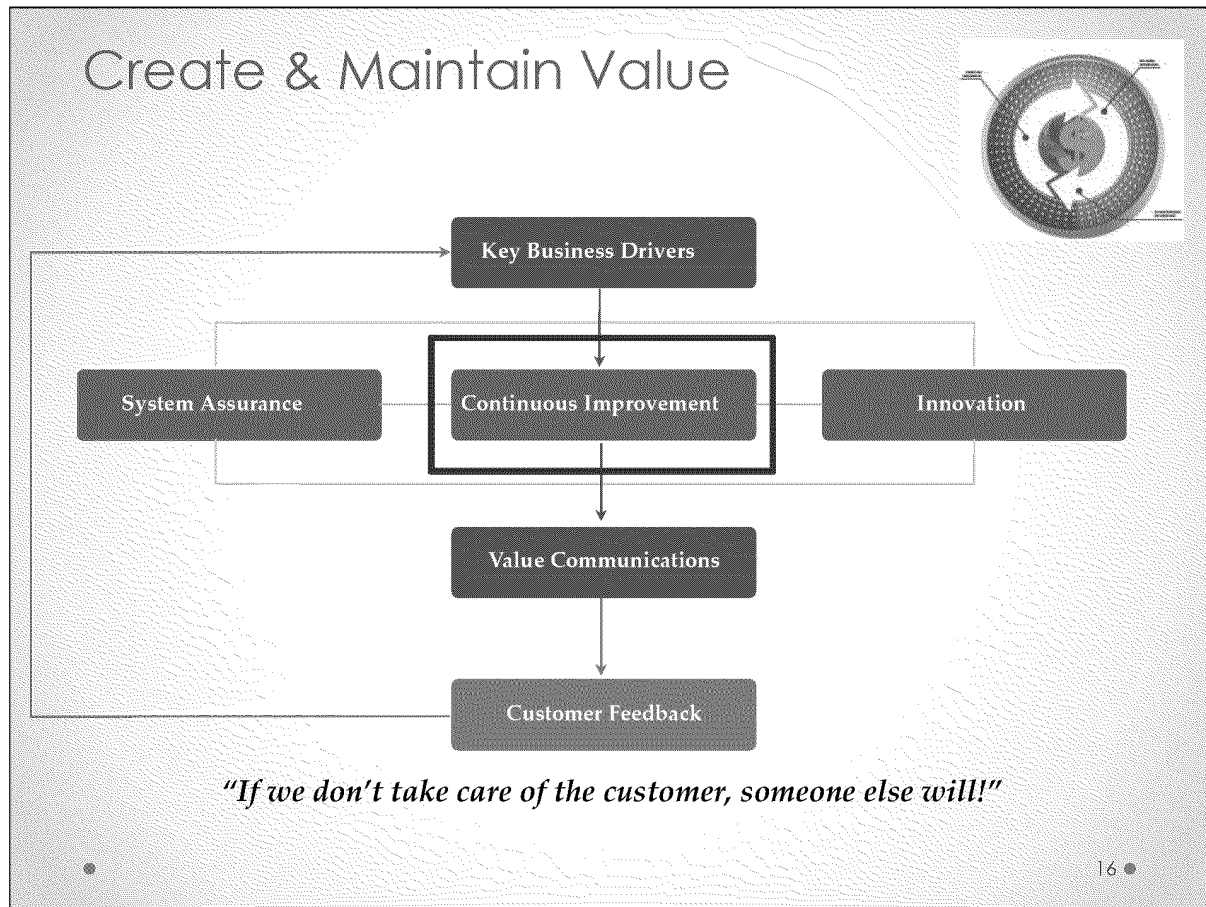 Create & Maintain Value
Key Business Drivers
System Assurance
Continuous Improvement
Innovation
Value Communications
Customer Feedback
“If we don’t take care of the customer, someone else will!”
16